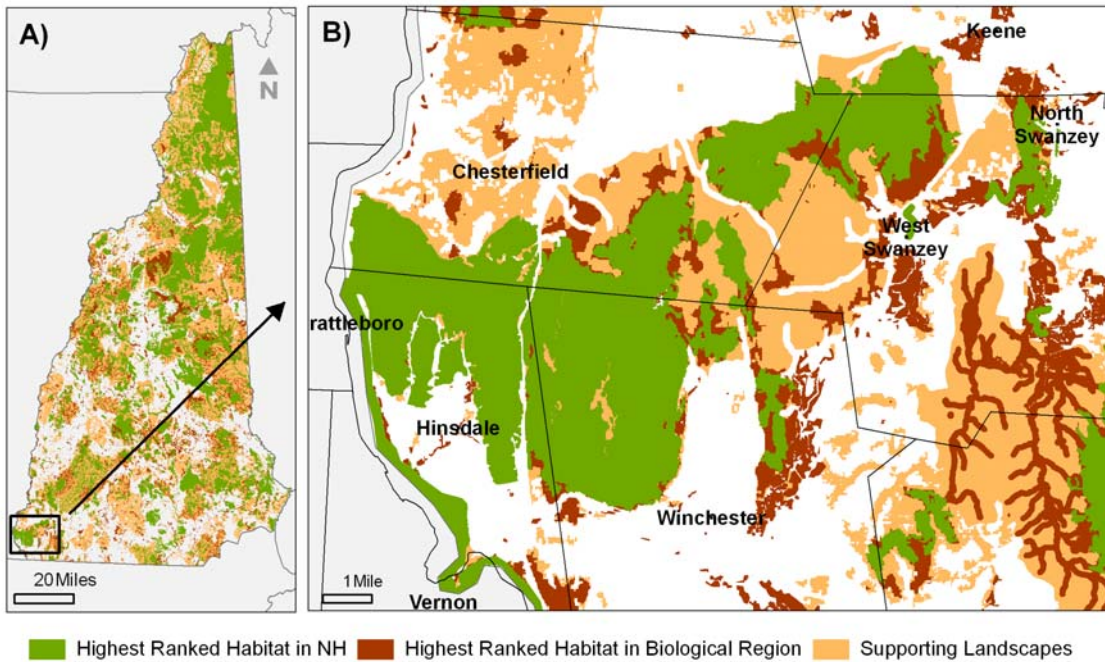 A)
N
20 Miles
B)
Keene
North
Swanzey
Chesterfield
West
Swanzey
rattleboro
Hinsdale
Winchester
1 Mile
Vernon
Highest Ranked Habitat in NH
Highest Ranked Habitat in Biological Region
Supporting Landscapes